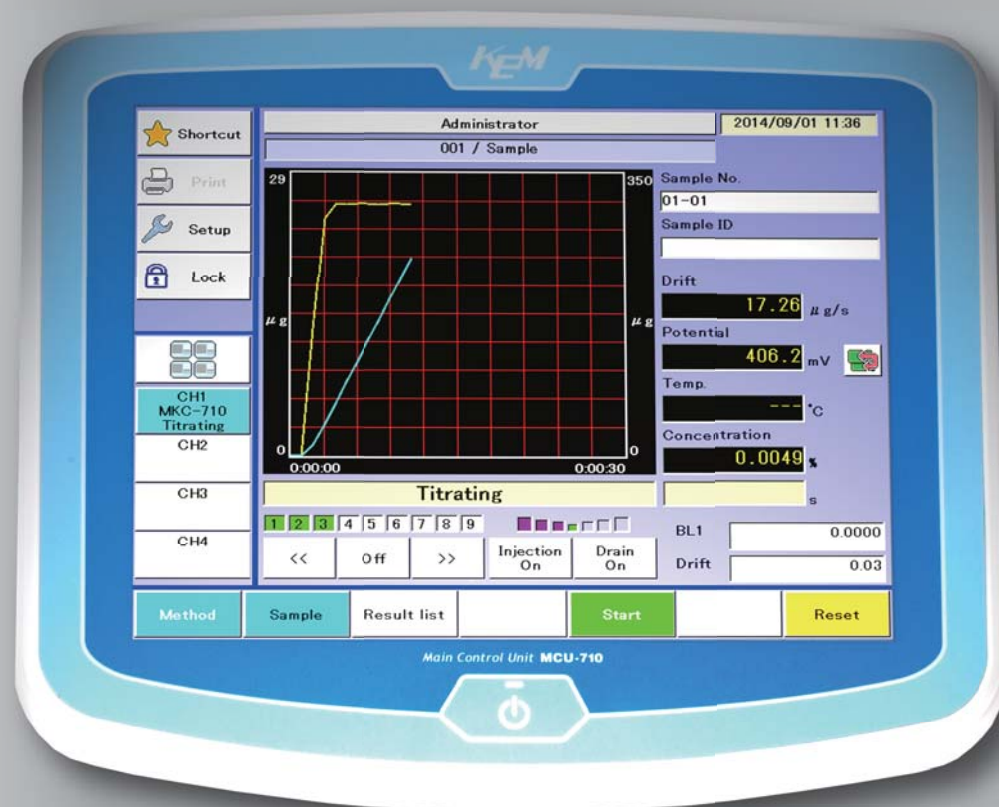 KEM
Shortcut
Print
Setup
Lock
CH1
MKC-710
Titrating
CH2
CH3
CH4
Administrator
2014/09/01 11:36
001 / Sample
29
350
μg
μg
0
0
0:00:00
0:00:30
Titrating
1 2 3 4 5 6 7 8 9
<<
Off
>>
Injection
On
Drain
On
Sample No.
01-01
Sample ID
Drift
17.26 μg/s
Potential
406.2 mV
Temp.
--- °C
Concentration
0.0049 %
s
BL1 0.0000
Drift 0.03
Method
Sample
Result list
Start
Reset
Main Control Unit MCU-710